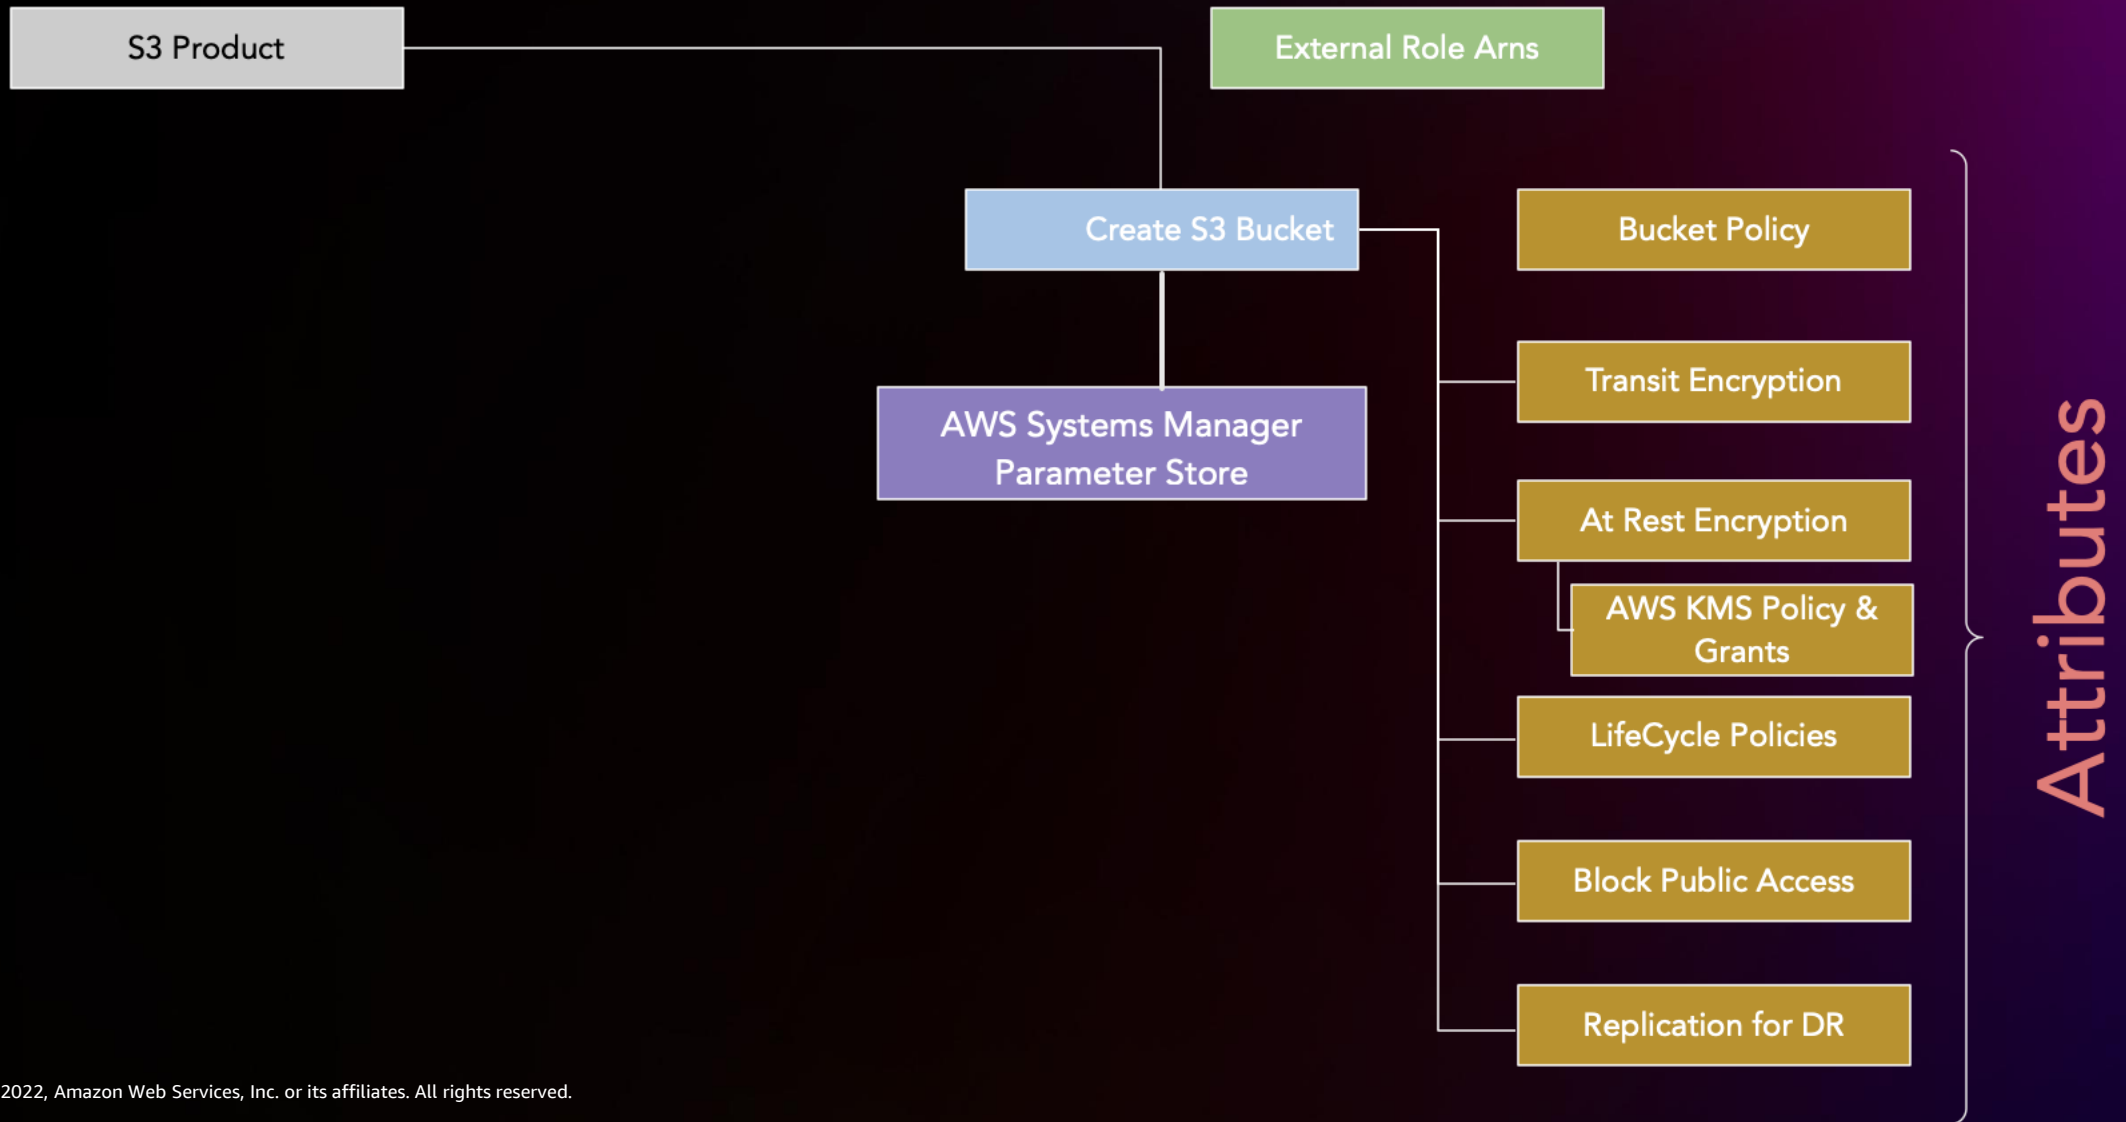 S3 Product
External Role Arns
Create S3 Bucket
Bucket Policy
Transit Encryption
AWS Systems Manager
Parameter Store
At Rest Encryption
AWS KMS Policy &
Grants
LifeCycle Policies
Block Public Access
Replication for DR
Attributes
2022, Amazon Web Services, Inc. or its affiliates. All rights reserved.